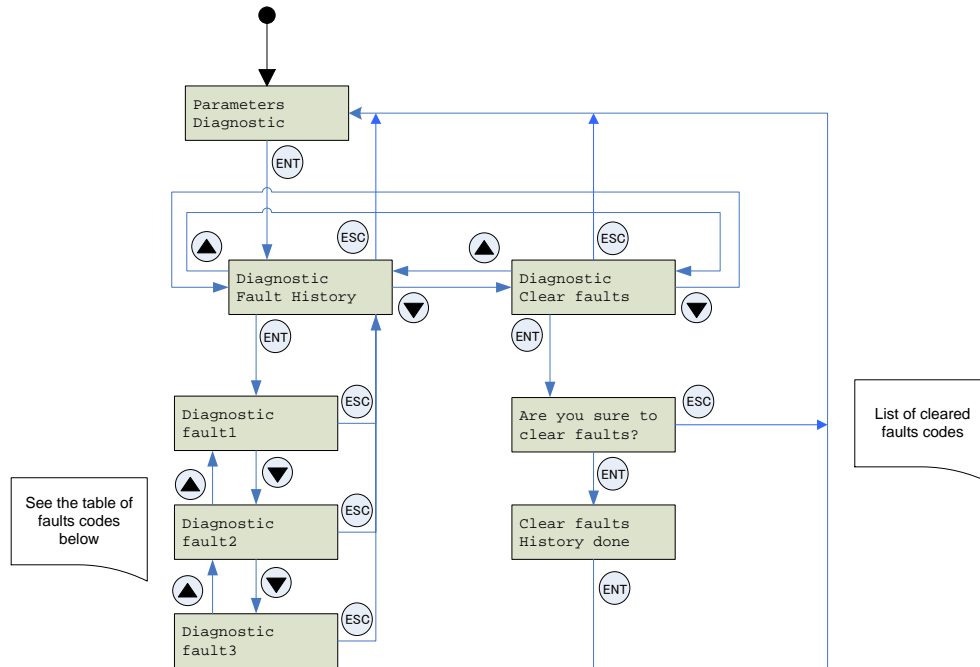 Parameters
Diagnostic
ENT
ESC
ESC
Diagnostic
Fault History
Diagnostic
Clear faults
ENT
ENT
Diagnostic
fault1
ESC
Are you sure to
clear faults?
ESC
List of cleared
faults codes
ENT
See the table of
faults codes
below
Diagnostic
fault2
ESC
Clear faults
History done
ENT
Diagnostic
fault3
ESC